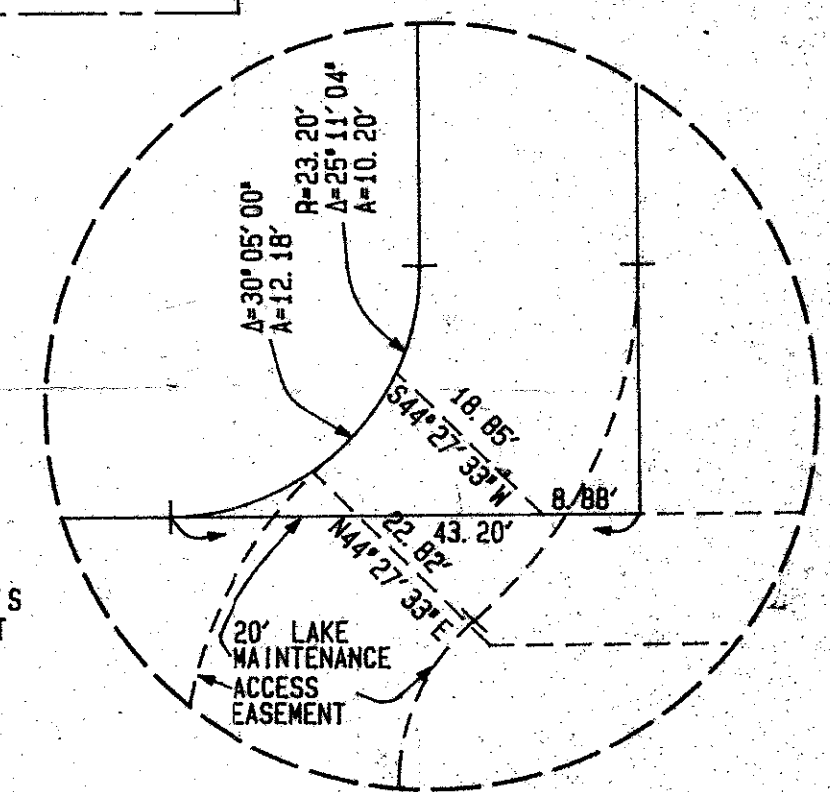 R=23.20'
Δ=25°11'04"
A=10.20'
Δ=30°05'00"
A=12.18'
18.85'
S44°27'33"W
8.88'
43.20'
22.82'
N44°27'33"E
S
T
20' LAKE
MAINTENANCE
ACCESS
EASEMENT